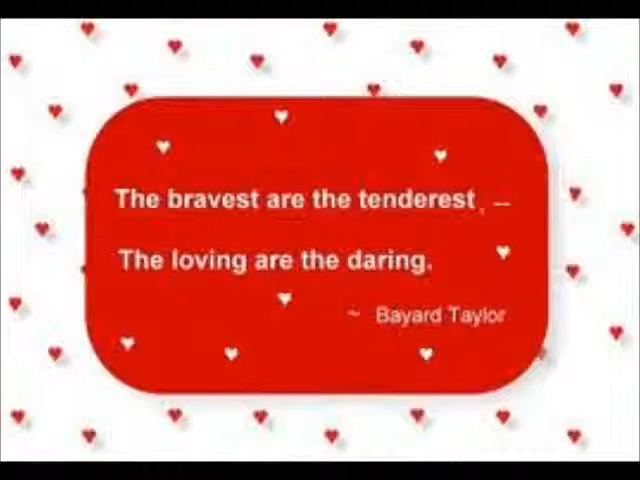 The bravest are the tenderest, —
The loving are the daring.
~ Bayard Taylor